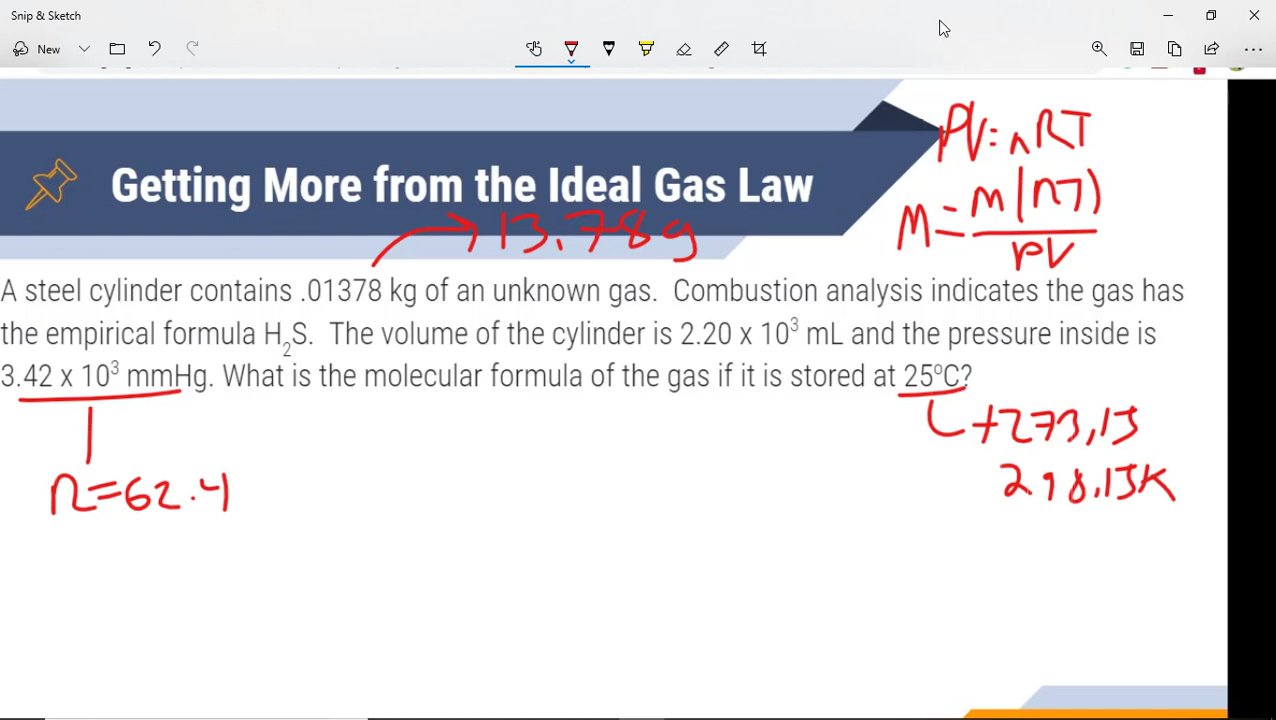 Snip & Sketch
New
PV=nRT
Getting More from the Ideal Gas Law
M=m(RT)
PV
13.78g
A steel cylinder contains .01378 kg of an unknown gas. Combustion analysis indicates the gas has
the empirical formula H₂S. The volume of the cylinder is 2.20 x 10³ mL and the pressure inside is
3.42 x 10³ mmHg. What is the molecular formula of the gas if it is stored at 25ºC?
+273.15
298.15K
R=62.4